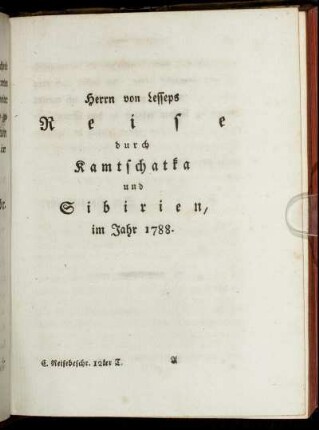 Herrn von Lesseps
Reise
durch
Kamtschatka
und
Sibirien,
im Jahr 1788.
C. Reisebeschr. 12ter T. A